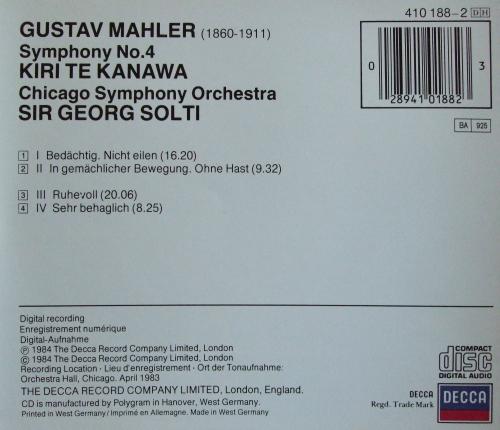 410 188-2 DH
GUSTAV MAHLER (1860-1911)
Symphony No.4
KIRI TE KANAWA
Chicago Symphony Orchestra
SIR GEORG SOLTI
0 28941 01882 3
BA 925
1 I Bedächtig. Nicht eilen (16.20)
2 II In gemächlicher Bewegung. Ohne Hast (9.32)
3 III Ruhevoll (20.06)
4 IV Sehr behaglich (8.25)
Digital recording
Enregistrement numérique
Digital-Aufnahme
℗ 1984 The Decca Record Company Limited, London
© 1984 The Decca Record Company Limited, London
Recording Location · Lieu d'enregistrement · Ort der Tonaufnahme:
Orchestra Hall, Chicago. April 1983
THE DECCA RECORD COMPANY LIMITED, London, England.
CD is manufactured by Polygram in Hanover, West Germany.
Printed in West Germany/Imprimé en Allemagne. Made in West Germany
COMPACT
disc
DIGITAL AUDIO
DECCA
Regd. Trade Mark
DECCA